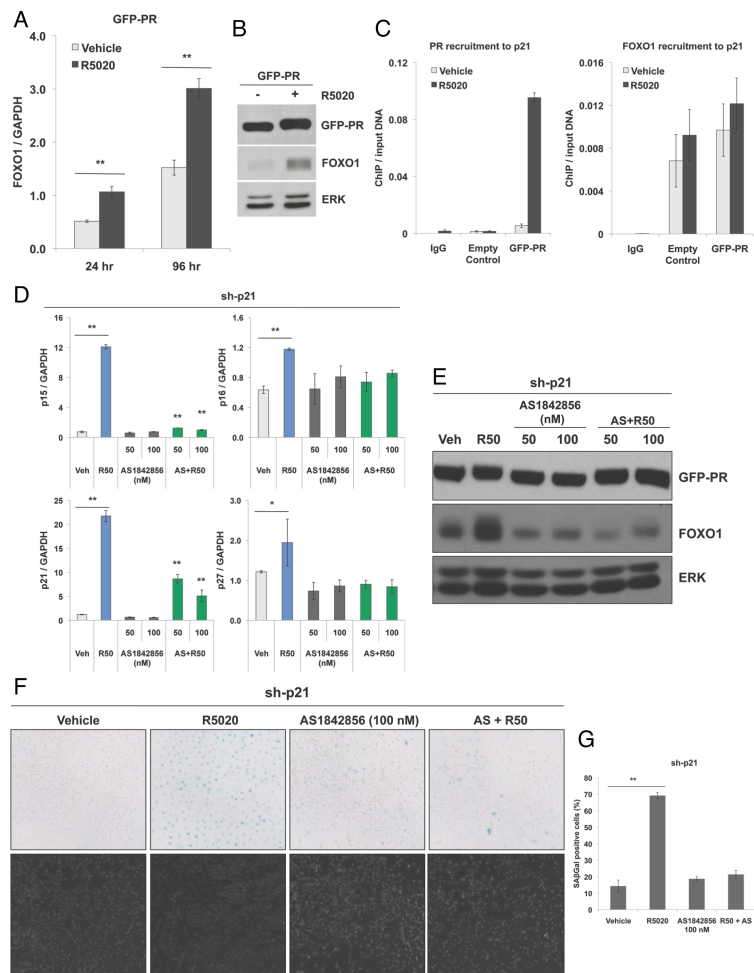 A
GFP-PR
Vehicle
R5020
**
**
FOXO1 / GAPDH
4.0
3.0
2.0
1.0
0.0
24 hr
96 hr
B
GFP-PR
- + R5020
GFP-PR
FOXO1
ERK
C
PR recruitment to p21
Vehicle
R5020
ChIP / input DNA
0.12
0.08
0.04
0
IgG
Empty Control
GFP-PR
FOXO1 recruitment to p21
Vehicle
R5020
ChIP / input DNA
0.016
0.012
0.008
0.004
0.000
IgG
Empty Control
GFP-PR
D
sh-p21
p15 / GAPDH
16
12
8
4
0
**
** **
50 100 50 100
Veh R50 AS1842856 (nM) AS+R50
p16 / GAPDH
1.6
1.2
0.8
0.4
0.0
**
50 100 50 100
Veh R50 AS1842856 (nM) AS+R50
p21 / GAPDH
25
20
15
10
5
0
**
**
**
50 100 50 100
Veh R50 AS1842856 (nM) AS+R50
p27 / GAPDH
3.0
2.0
1.0
0.0
*
50 100 50 100
Veh R50 AS1842856 (nM) AS+R50
E
sh-p21
AS1842856 (nM)
AS+R50
Veh R50 50 100 50 100
GFP-PR
FOXO1
ERK
F
sh-p21
Vehicle R5020 AS1842856 (100 nM) AS + R50
G
sh-p21
SAβGal positive cells (%)
80
70
60
50
40
30
20
10
0
**
Vehicle R5020 AS1842856 100 nM R50 + AS